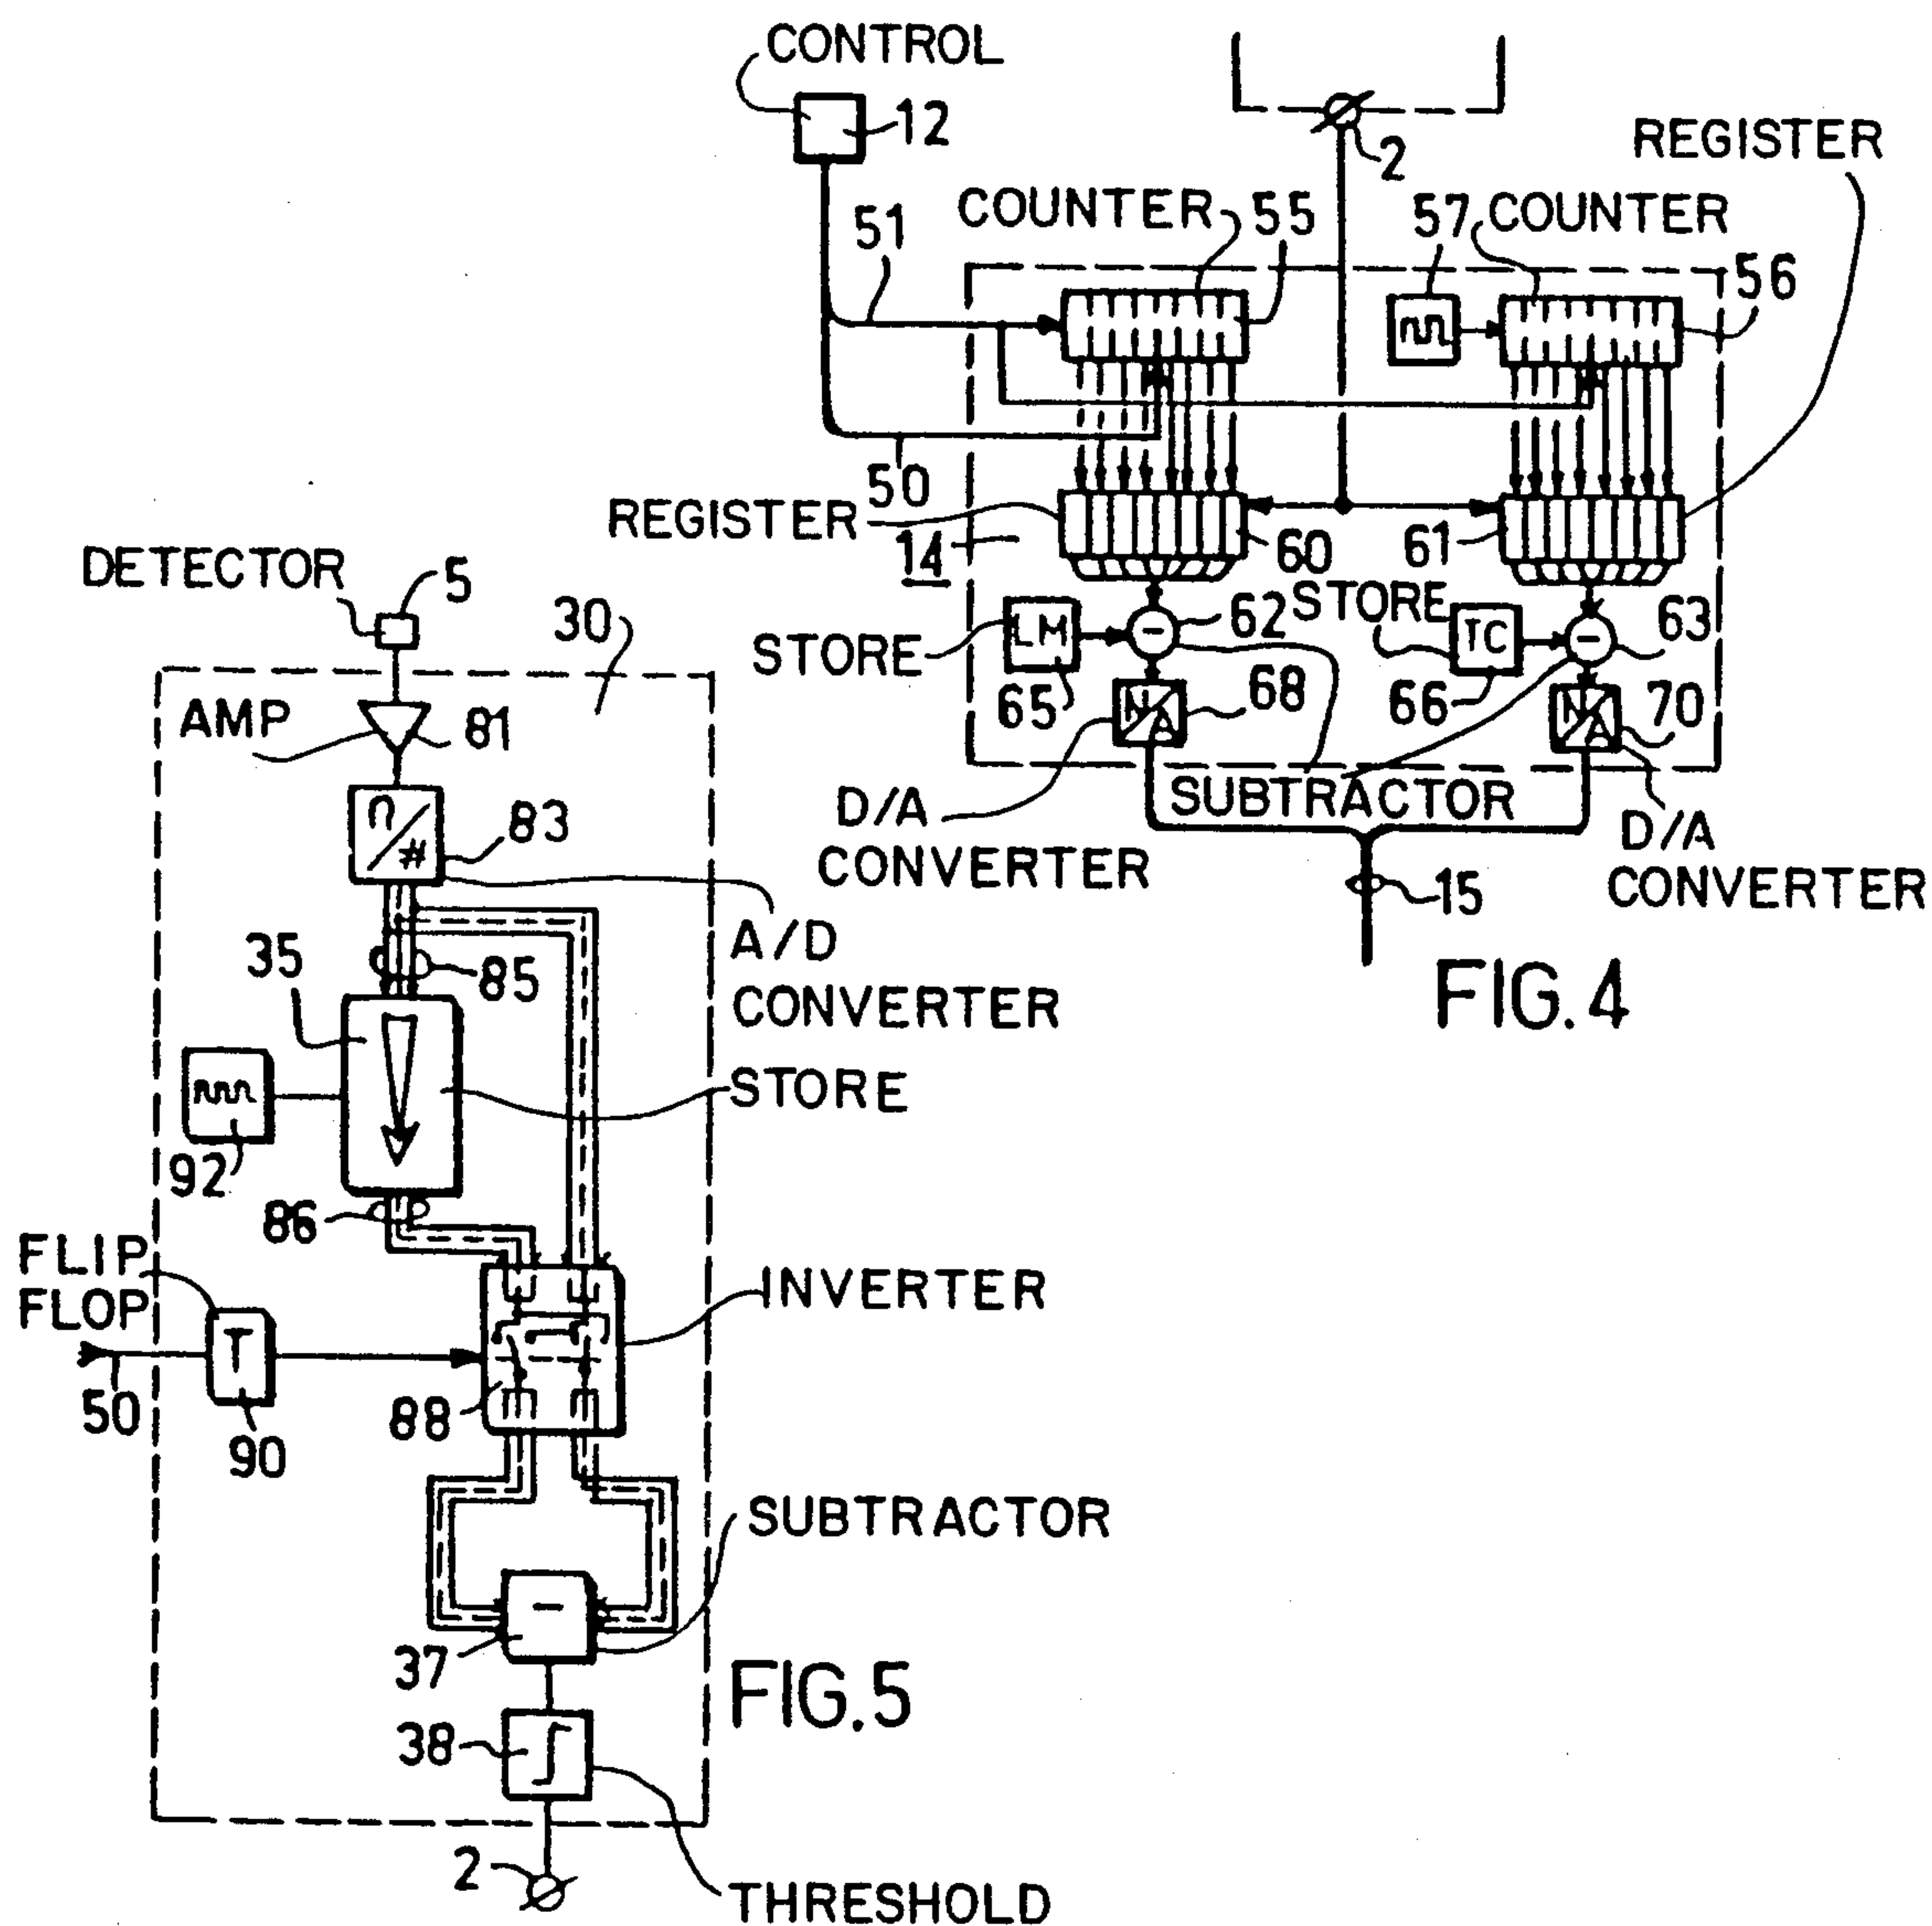 CONTROL
12
2
REGISTER
COUNTER 55
57 COUNTER
51
56
50
REGISTER
14
60
61
DETECTOR
5
30
STORE
LM
62
STORE
TC
63
65
68
66
70
AMP
81
D/A
CONVERTER
SUBTRACTOR
D/A
CONVERTER
83
15
FIG. 4
35
85
A/D
CONVERTER
STORE
92
86
FLIP
FLOP
T
INVERTER
50
90
88
SUBTRACTOR
37
FIG. 5
38
2
THRESHOLD